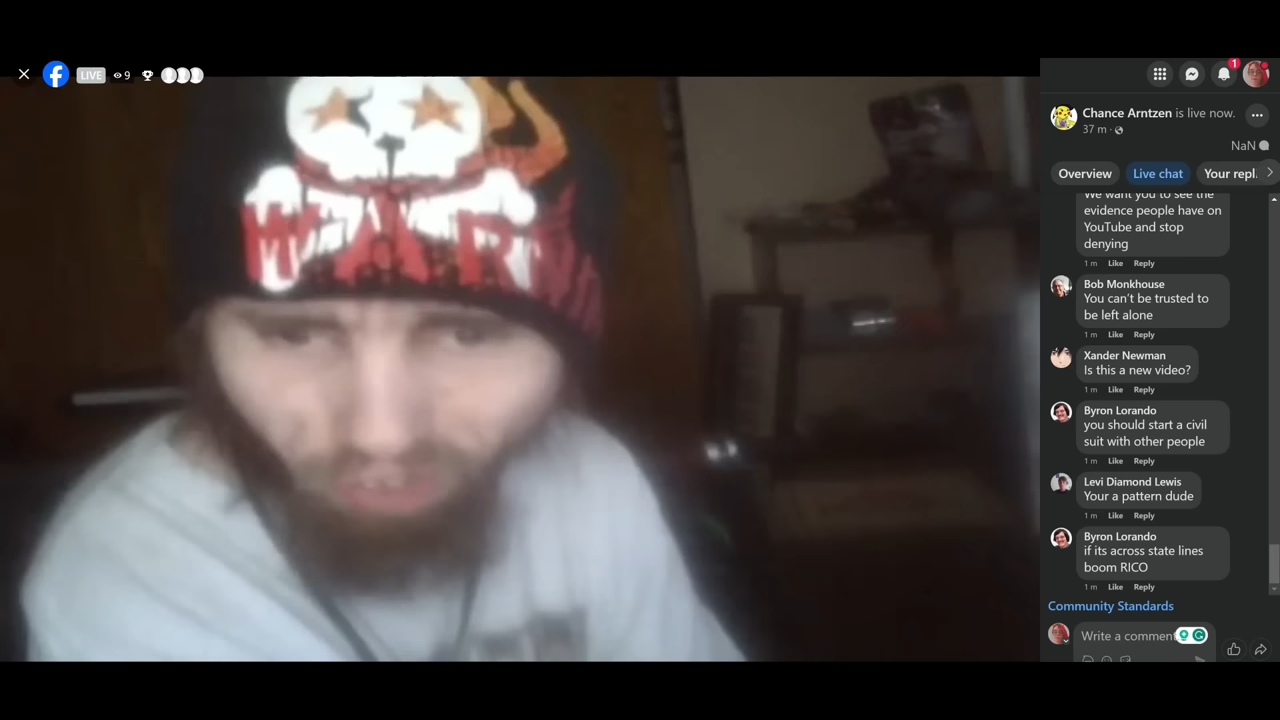 LIVE
9
1
Chance Arntzen is live now.
37 m
NaN
Overview
Live chat
Your repl.
We want you to see the
evidence people have on
YouTube and stop
denying
1 m Like Reply
Bob Monkhouse
You can't be trusted to
be left alone
1 m Like Reply
Xander Newman
Is this a new video?
1 m Like Reply
Byron Lorando
you should start a civil
suit with other people
1 m Like Reply
Levi Diamond Lewis
Your a pattern dude
1 m Like Reply
Byron Lorando
if its across state lines
boom RICO
1 m Like Reply
Community Standards
Write a comment